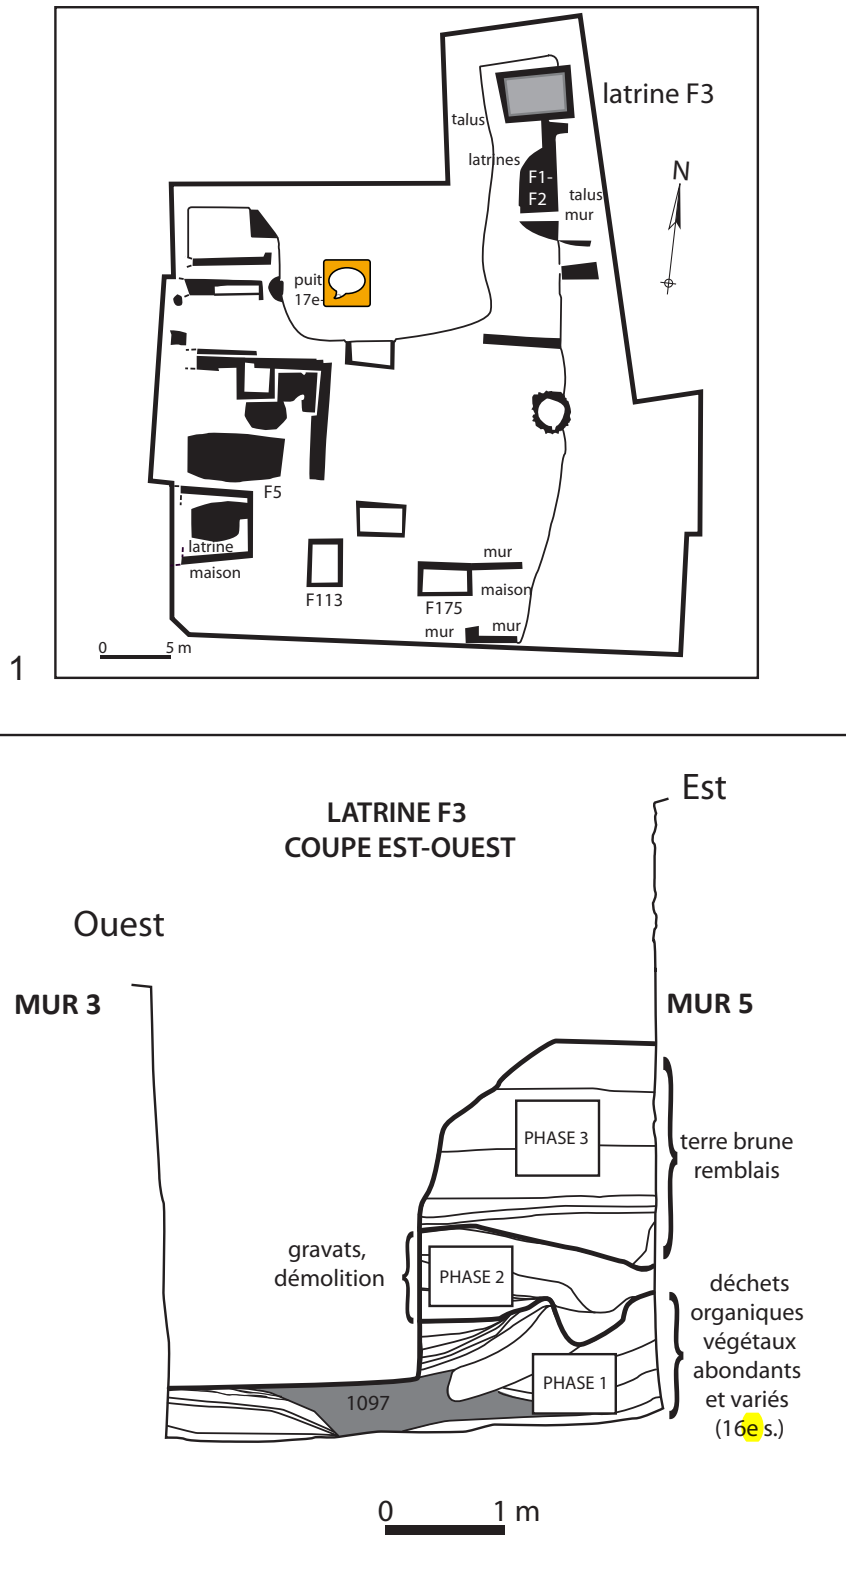 latrine F3
talus
latrines
F1-
F2
talus
mur
N
puit
17e-
F5
latrine
maison
mur
F113
F175
maison
mur
mur
0 5 m
1
Est
LATRINE F3
COUPE EST-OUEST
Ouest
MUR 3
MUR 5
PHASE 3
terre brune
remblais
gravats,
démolition
PHASE 2
déchets
organiques
végétaux
abondants
et variés
(16e s.)
PHASE 1
1097
0 1 m